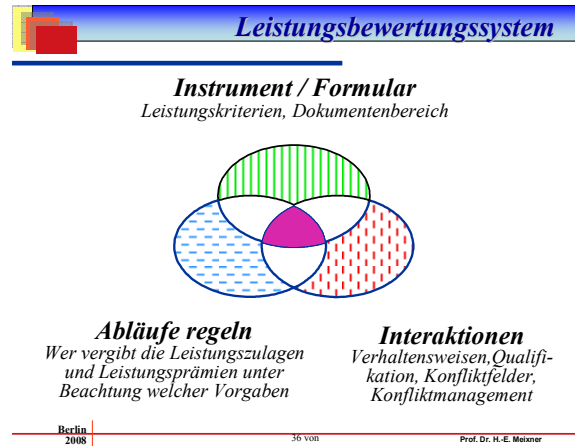 Leistungsbewertungssystem
Instrument / Formular
Leistungskriterien, Dokumentenbereich
Abläufe regeln
Wer vergibt die Leistungszulagen
und Leistungsprämien unter
Beachtung welcher Vorgaben
Interaktionen
Verhaltensweisen,Qualifi-
kation, Konfliktfelder,
Konfliktmanagement
Berlin
2008
36 von
Prof. Dr. H.-E. Meixner